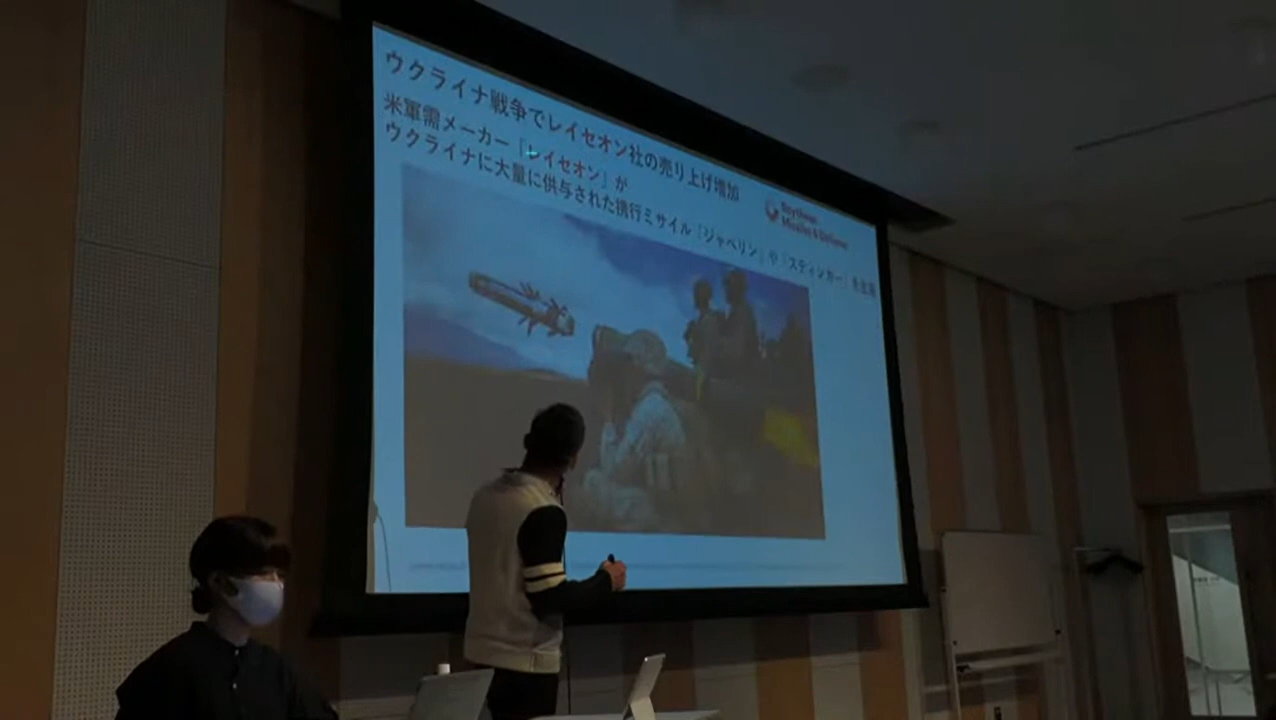 ウクライナ戦争でレイセオン社の売り上げ増加
米軍需メーカー『レイセオン』が
ウクライナに大量に供与された携行ミサイル『ジャベリン』や『スティンガー』を生産
Raytheon
Missiles & Defense